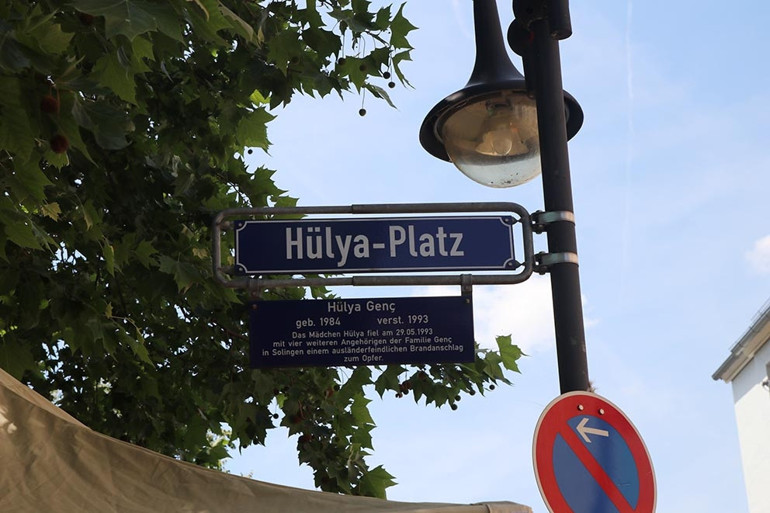 Hülya-Platz
Hülya Genç
geb. 1984 verst. 1993
Das Mädchen Hülya fiel am 29.05.1993
mit vier weiteren Angehörigen der Familie Genç
in Solingen einem ausländerfeindlichen Brandanschlag
zum Opfer.